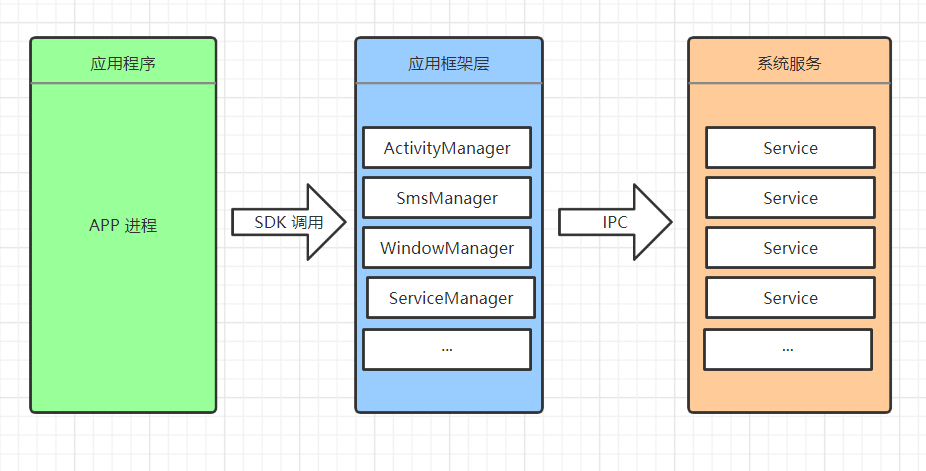 应用程序
APP 进程
SDK 调用
应用框架层
ActivityManager
SmsManager
WindowManager
ServiceManager
...
IPC
系统服务
Service
Service
Service
Service
...